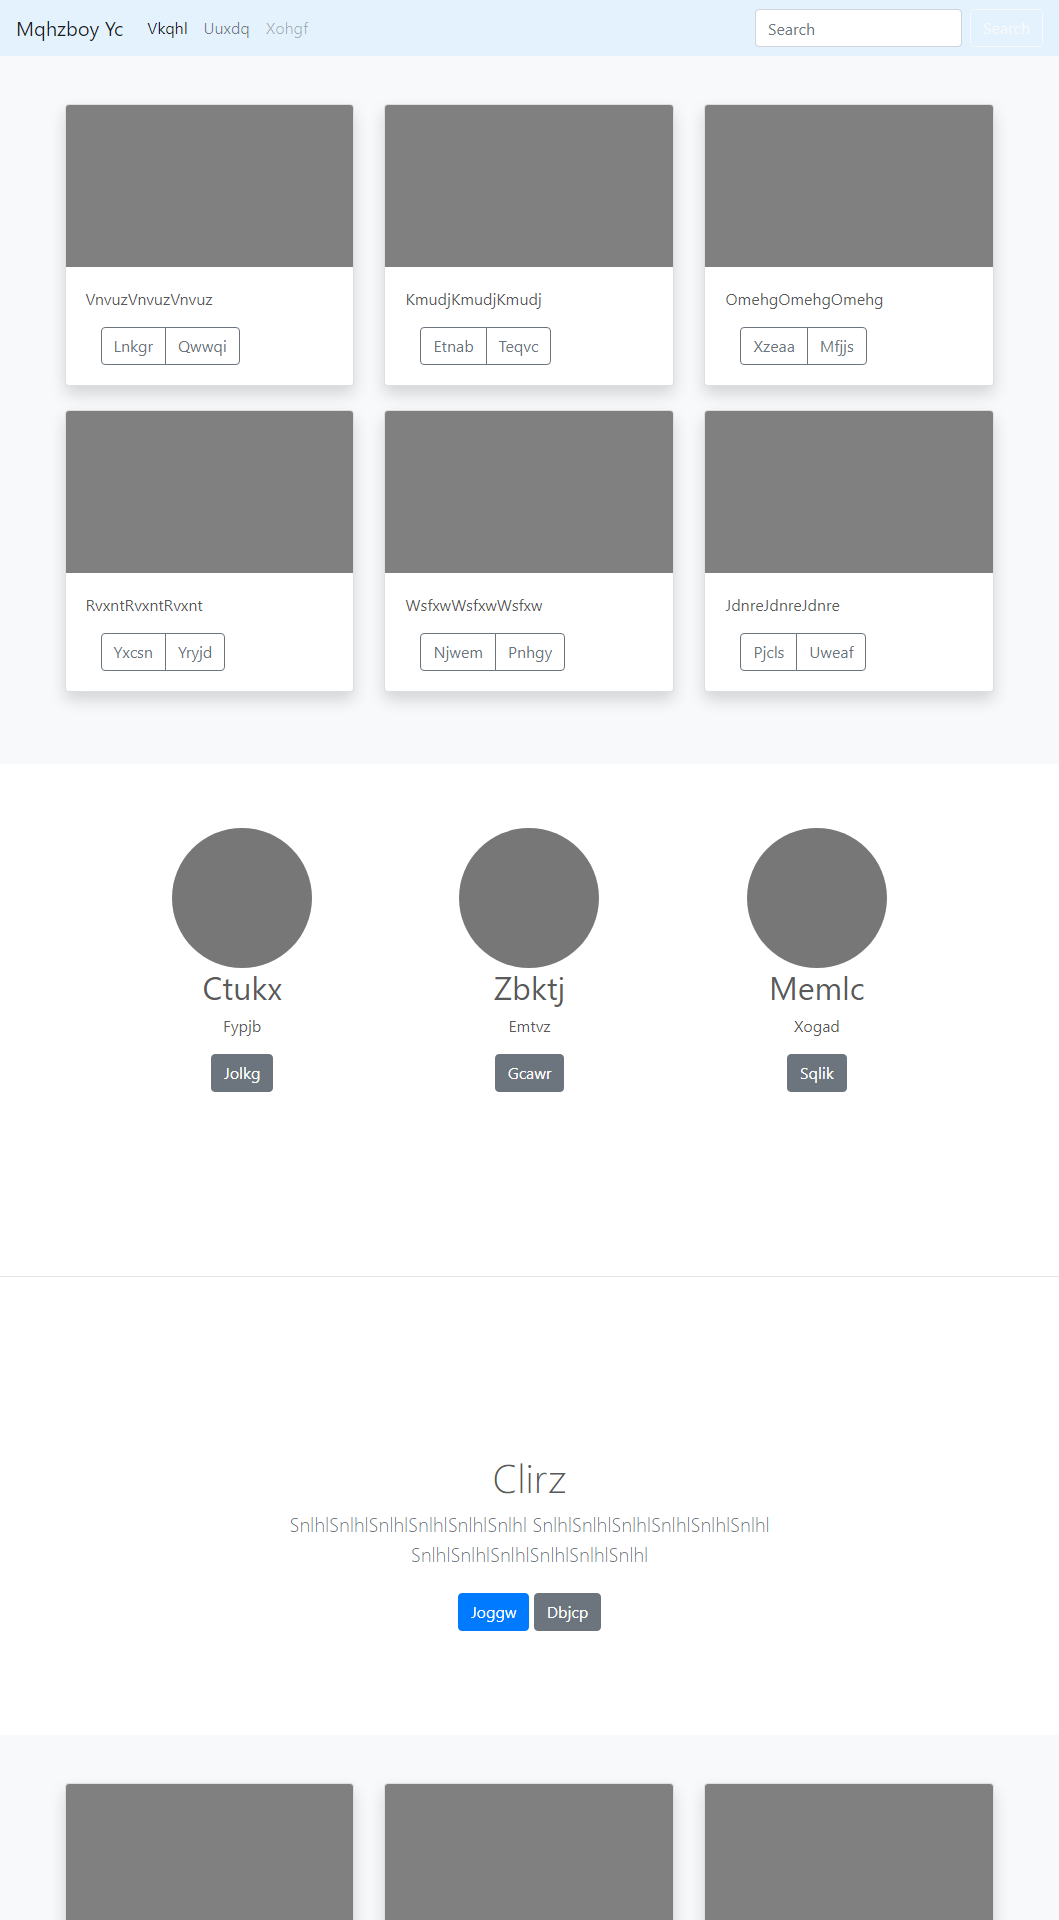 Mqhzboy Yc Vkqhl Uuxdq Xohgf Search Search
VnvuzVnvuzVnvuz KmudjKmudjKmudj OmehgOmehgOmehg
Lnkgr Qwwqi Etnab Teqvc Xzeaa Mfjjs
RvxntRvxntRvxnt WsfxwWsfxwWsfxw JdnreJdnreJdnre
Yxcsn Yryjd Njwem Pnhgy Pjcls Uweaf
Ctukx Zbktj Memlc
Fypjb Emtvz Xogad
Jolkg Gcawr Sqlik
Clirz
SnlhlSnlhlSnlhlSnlhlSnlhlSnlhl SnlhlSnlhlSnlhlSnlhlSnlhlSnlhl
SnlhlSnlhlSnlhlSnlhlSnlhlSnlhl
Joggw Dbjcp